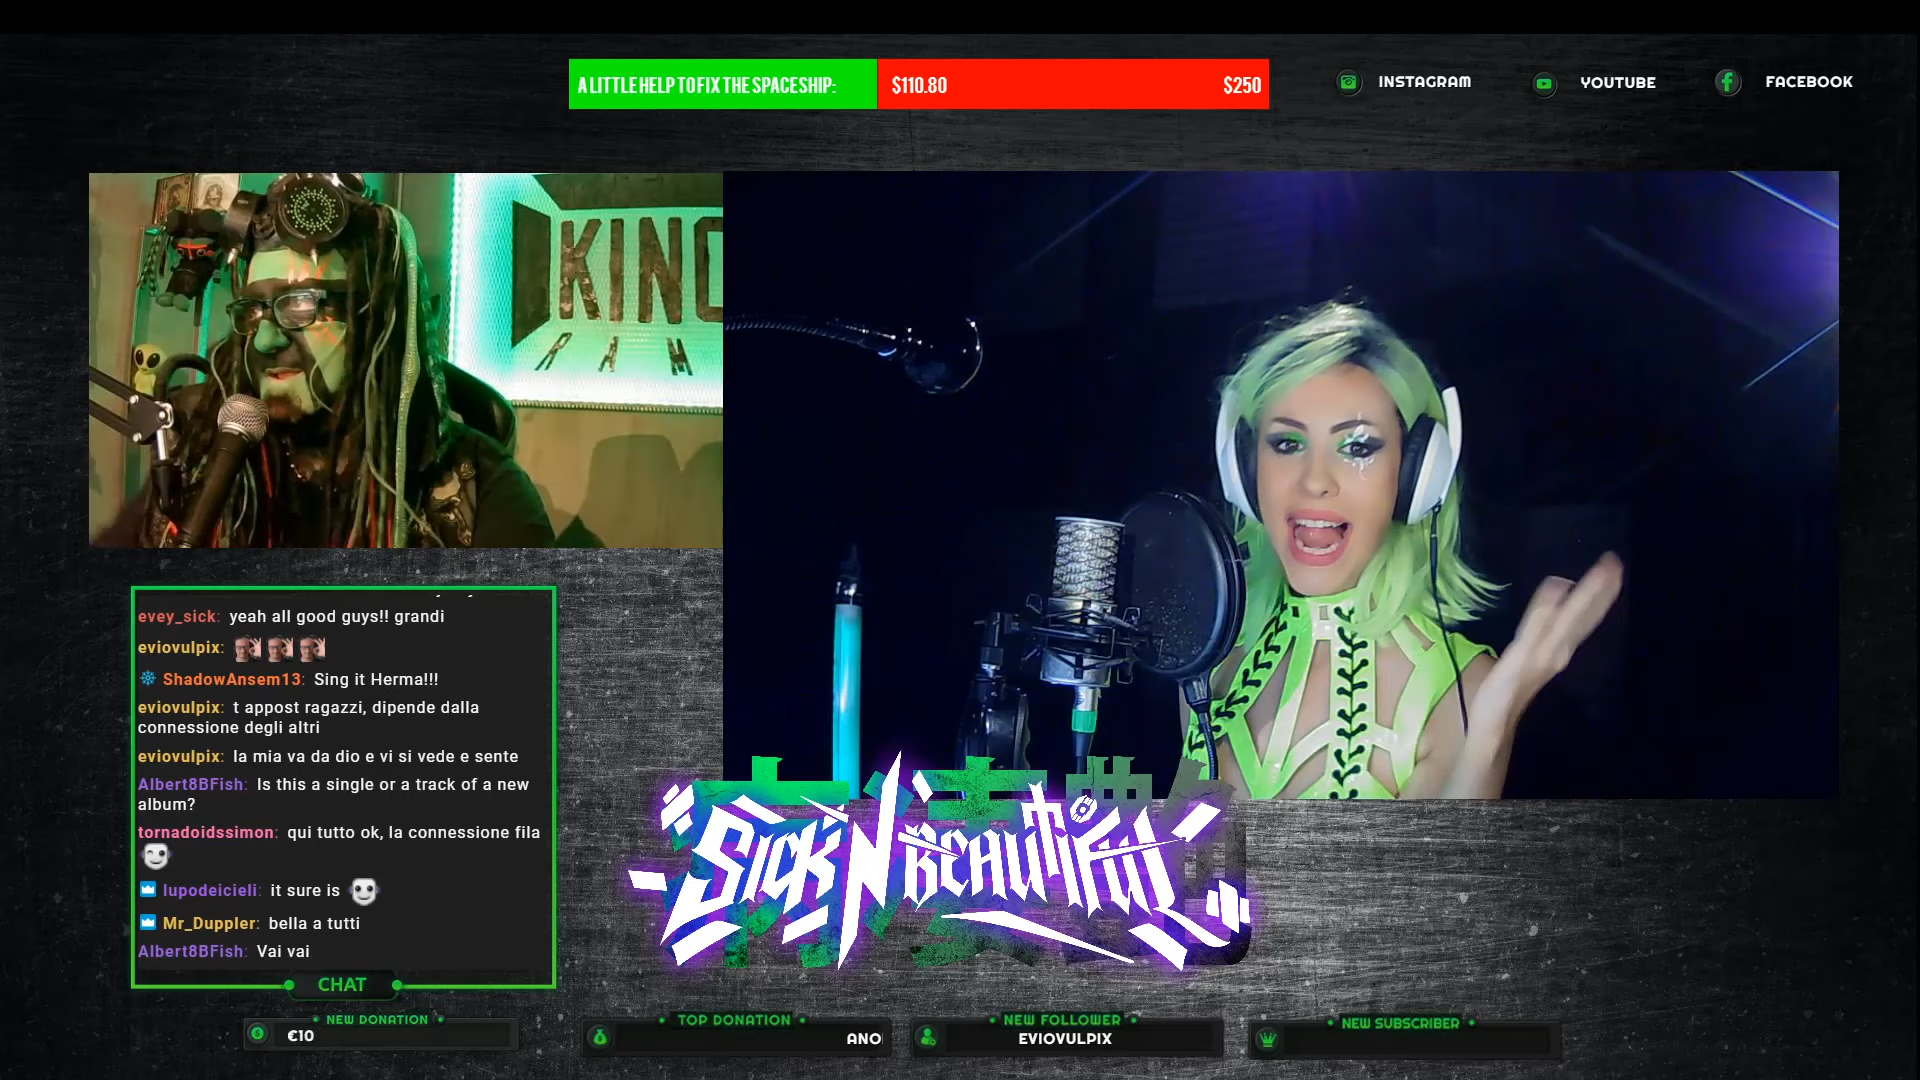 A LITTLE HELP TO FIX THE SPACESHIP:
$110.80
$250
INSTAGRAM
YOUTUBE
FACEBOOK
KING
RAM
evey_sick: yeah all good guys!! grandi
eviovulpix:
ShadowAnsem13: Sing it Herma!!!
eviovulpix: t appost ragazzi, dipende dalla
connessione degli altri
eviovulpix: la mia va da dio e vi si vede e sente
Albert8BFish: Is this a single or a track of a new
album?
tornadoidssimon: qui tutto ok, la connessione fila
lupodeicieli: it sure is
Mr_Duppler: bella a tutti
Albert8BFish: Vai vai
CHAT
SICK N BEAUTIFUL
NEW DONATION
€10
TOP DONATION
ANO
NEW FOLLOWER
EVIOVULPIX
NEW SUBSCRIBER